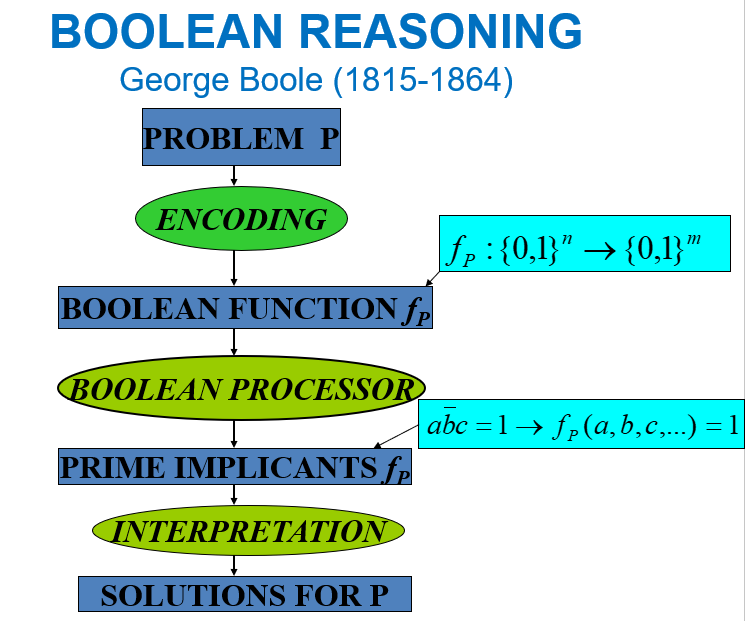 BOOLEAN REASONING
George Boole (1815-1864)
PROBLEM P
ENCODING
f_P : {0,1}^n → {0,1}^m
BOOLEAN FUNCTION f_P
BOOLEAN PROCESSOR
ab̅c = 1 → f_P (a, b, c,...) = 1
PRIME IMPLICANTS f_P
INTERPRETATION
SOLUTIONS FOR P